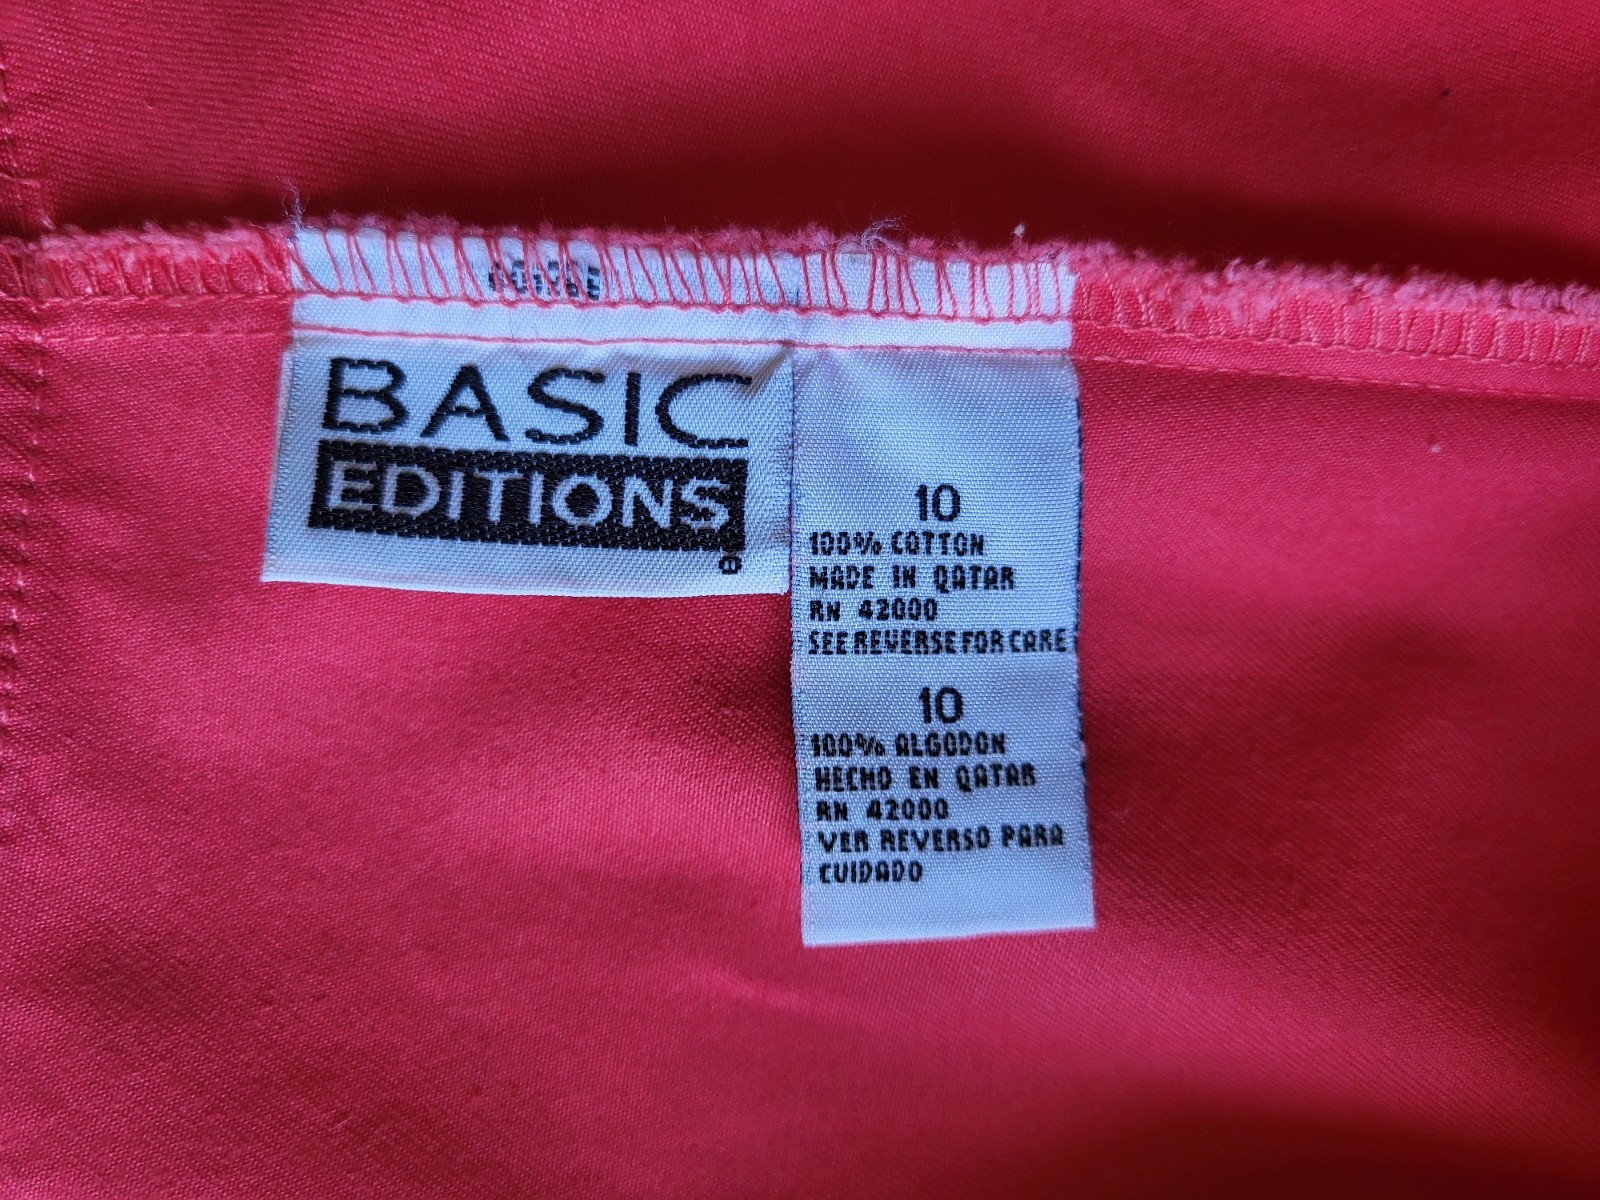 BASIC
EDITIONS
®
10
100% COTTON
MADE IN QATAR
RN 42000
SEE REVERSE FOR CARE
10
100% ALGODON
HECHO EN QATAR
RN 42000
VER REVERSO PARA
CUIDADO